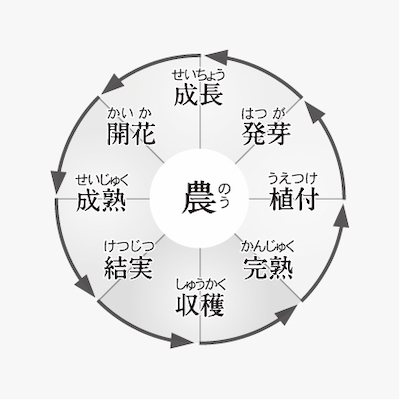 せいちょう
成長
かいか
開花
はつが
発芽
せいじゅく
成熟
農
のう
うえつけ
植付
けつじつ
結実
かんじゅく
完熟
しゅうかく
収穫